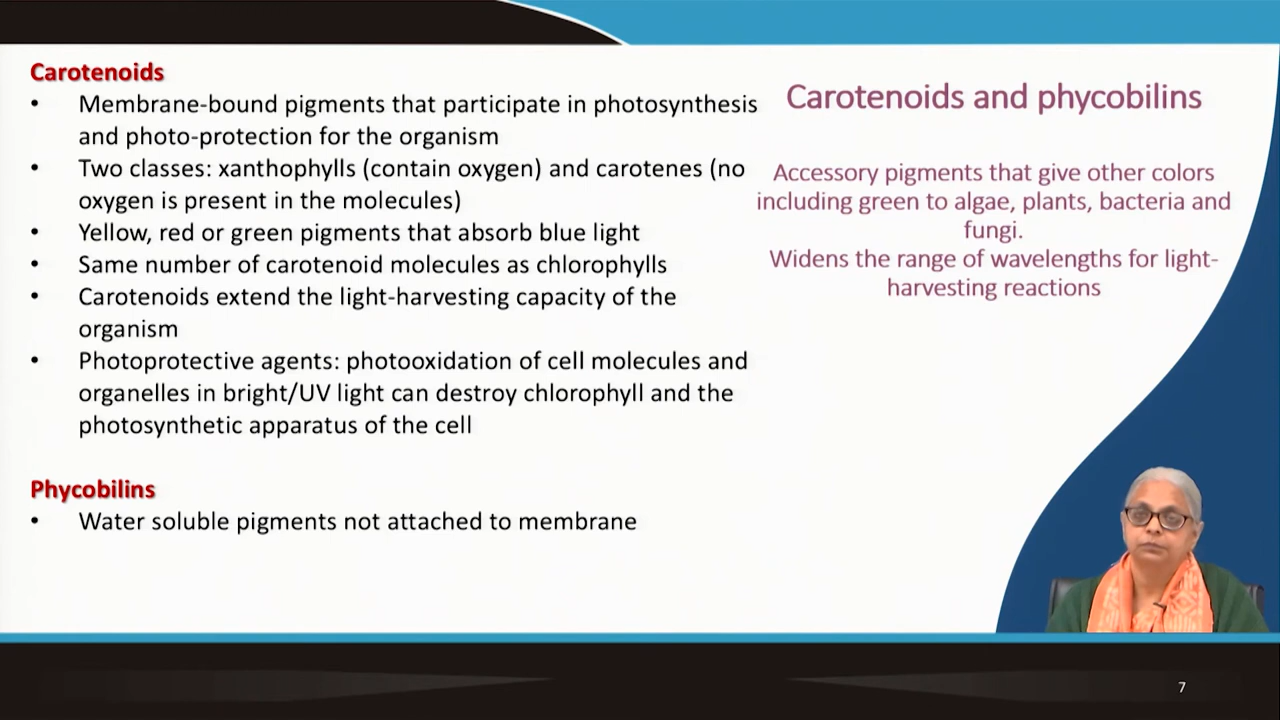 Carotenoids
• Membrane-bound pigments that participate in photosynthesis
and photo-protection for the organism
• Two classes: xanthophylls (contain oxygen) and carotenes (no
oxygen is present in the molecules)
• Yellow, red or green pigments that absorb blue light
• Same number of carotenoid molecules as chlorophylls
• Carotenoids extend the light-harvesting capacity of the
organism
• Photoprotective agents: photooxidation of cell molecules and
organelles in bright/UV light can destroy chlorophyll and the
photosynthetic apparatus of the cell
Phycobilins
• Water soluble pigments not attached to membrane
Carotenoids and phycobilins
Accessory pigments that give other colors
including green to algae, plants, bacteria and
fungi.
Widens the range of wavelengths for light-
harvesting reactions
7